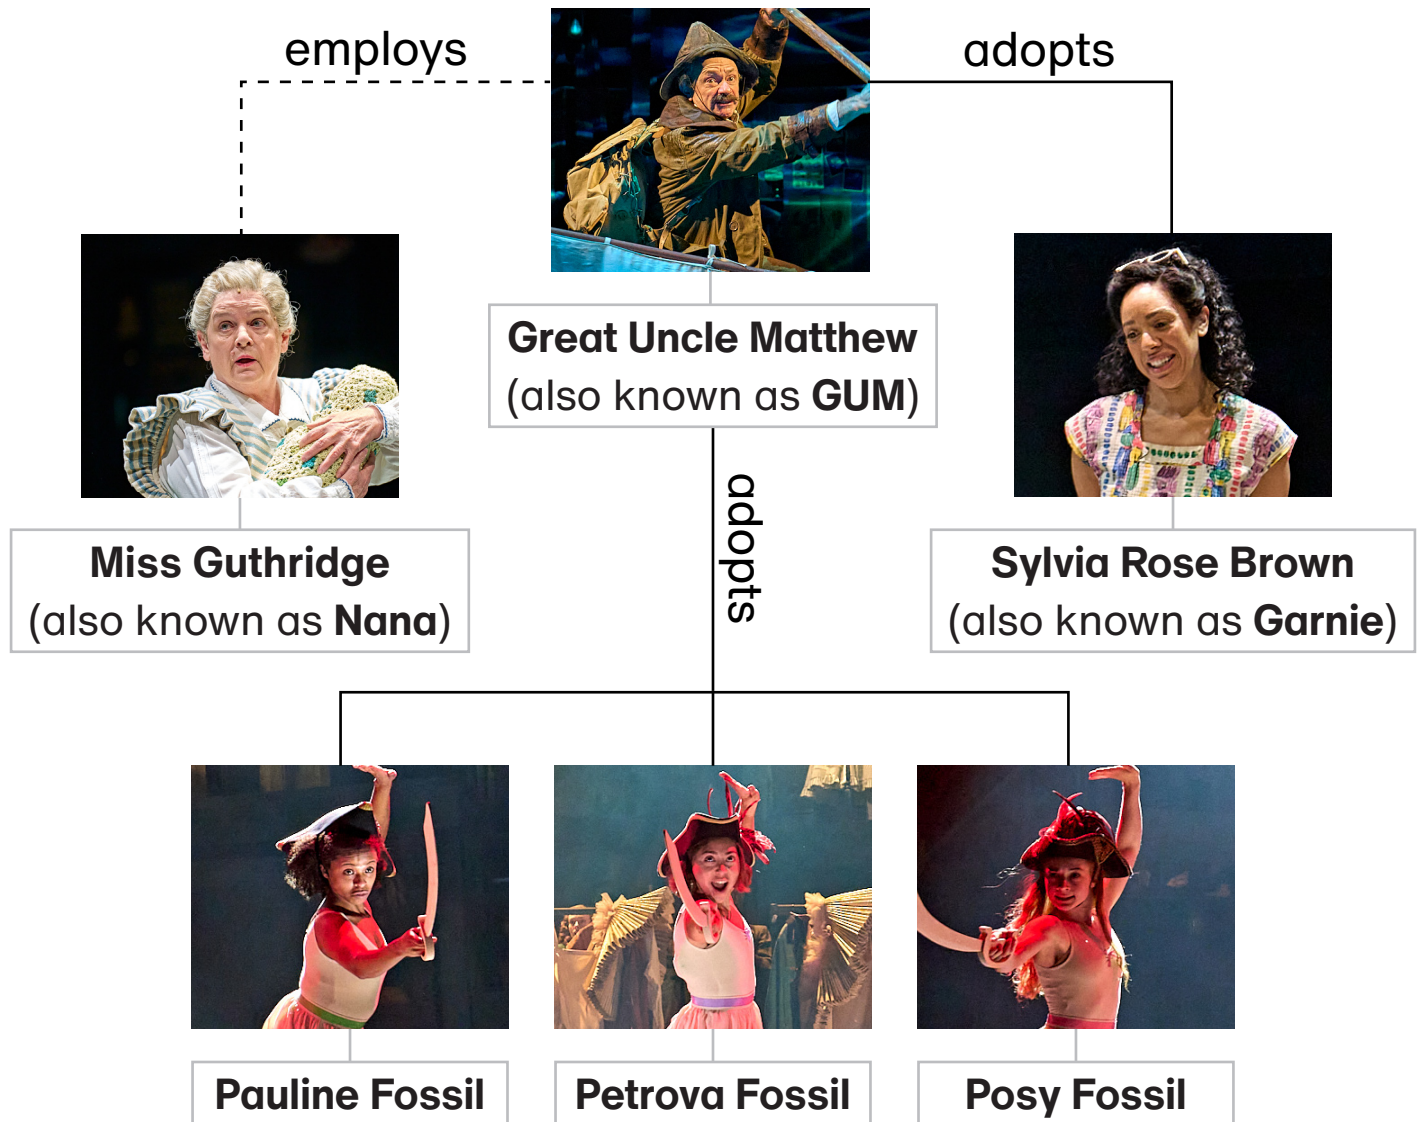 employs
adopts
Great Uncle Matthew
(also known as GUM)
Miss Guthridge
(also known as Nana)
adopts
Sylvia Rose Brown
(also known as Garnie)
Pauline Fossil
Petrova Fossil
Posy Fossil